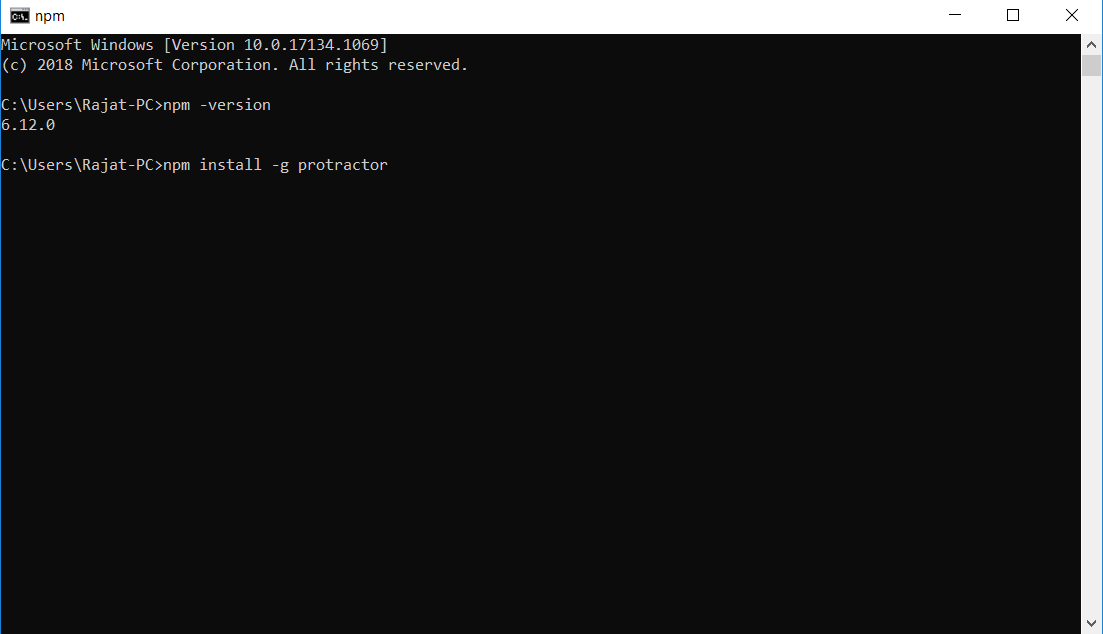 npm
Microsoft Windows [Version 10.0.17134.1069]
(c) 2018 Microsoft Corporation. All rights reserved.
C:\Users\Rajat-PC>npm -version
6.12.0
C:\Users\Rajat-PC>npm install -g protractor